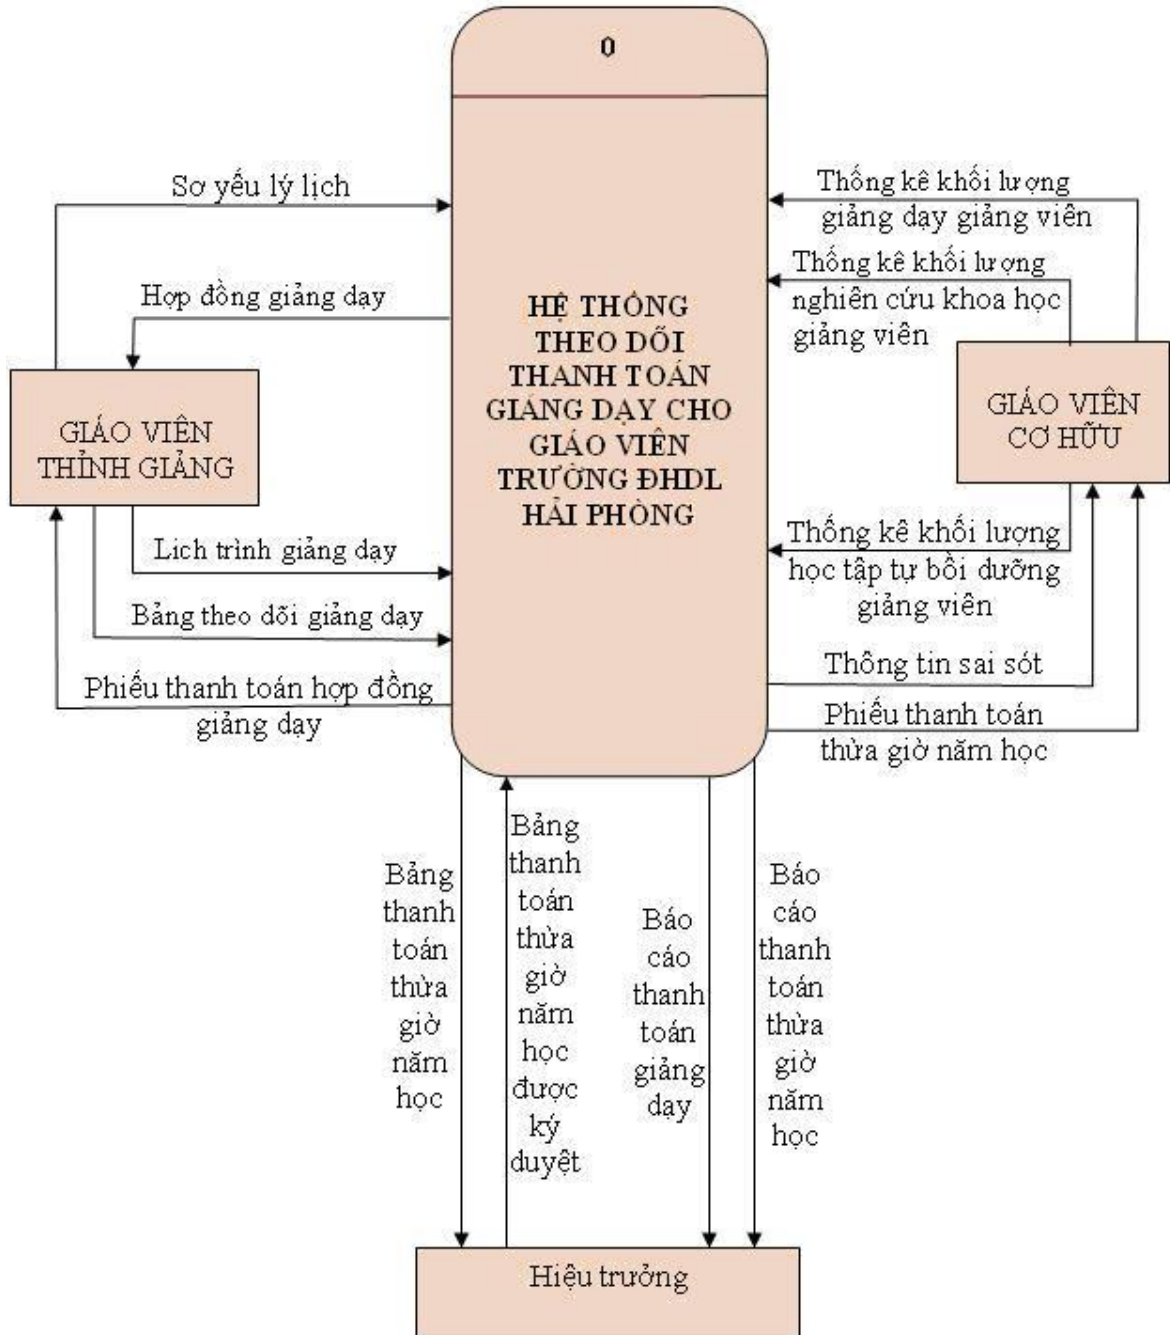 0
Sơ yếu lý lịch
Hợp đồng giảng dạy
GIÁO VIÊN
THỈNH GIẢNG
Lich trình giảng dạy
Bảng theo dõi giảng dạy
Phiếu thanh toán hợp đồng
giảng dạy
HỆ THỐNG
THEO DÕI
THANH TOÁN
GIẢNG DẠY CHO
GIÁO VIÊN
TRƯỜNG ĐHDL
HẢI PHÒNG
Thống kê khối lượng
giảng dạy giảng viên
Thống kê khối lượng
nghiên cứu khoa học
giảng viên
GIÁO VIÊN
CƠ HỮU
Thống kê khối lượng
học tập tự bồi dưỡng
giảng viên
Thông tin sai sót
Phiếu thanh toán
thừa giờ năm học
Bảng
thanh
toán
thừa
giờ
năm
học
Bảng
thanh
toán
thừa
giờ
năm
học
được
ký
duyệt
Báo
cáo
thanh
toán
giảng
dạy
Báo
cáo
thanh
toán
thừa
giờ
năm
học
Hiệu trưởng